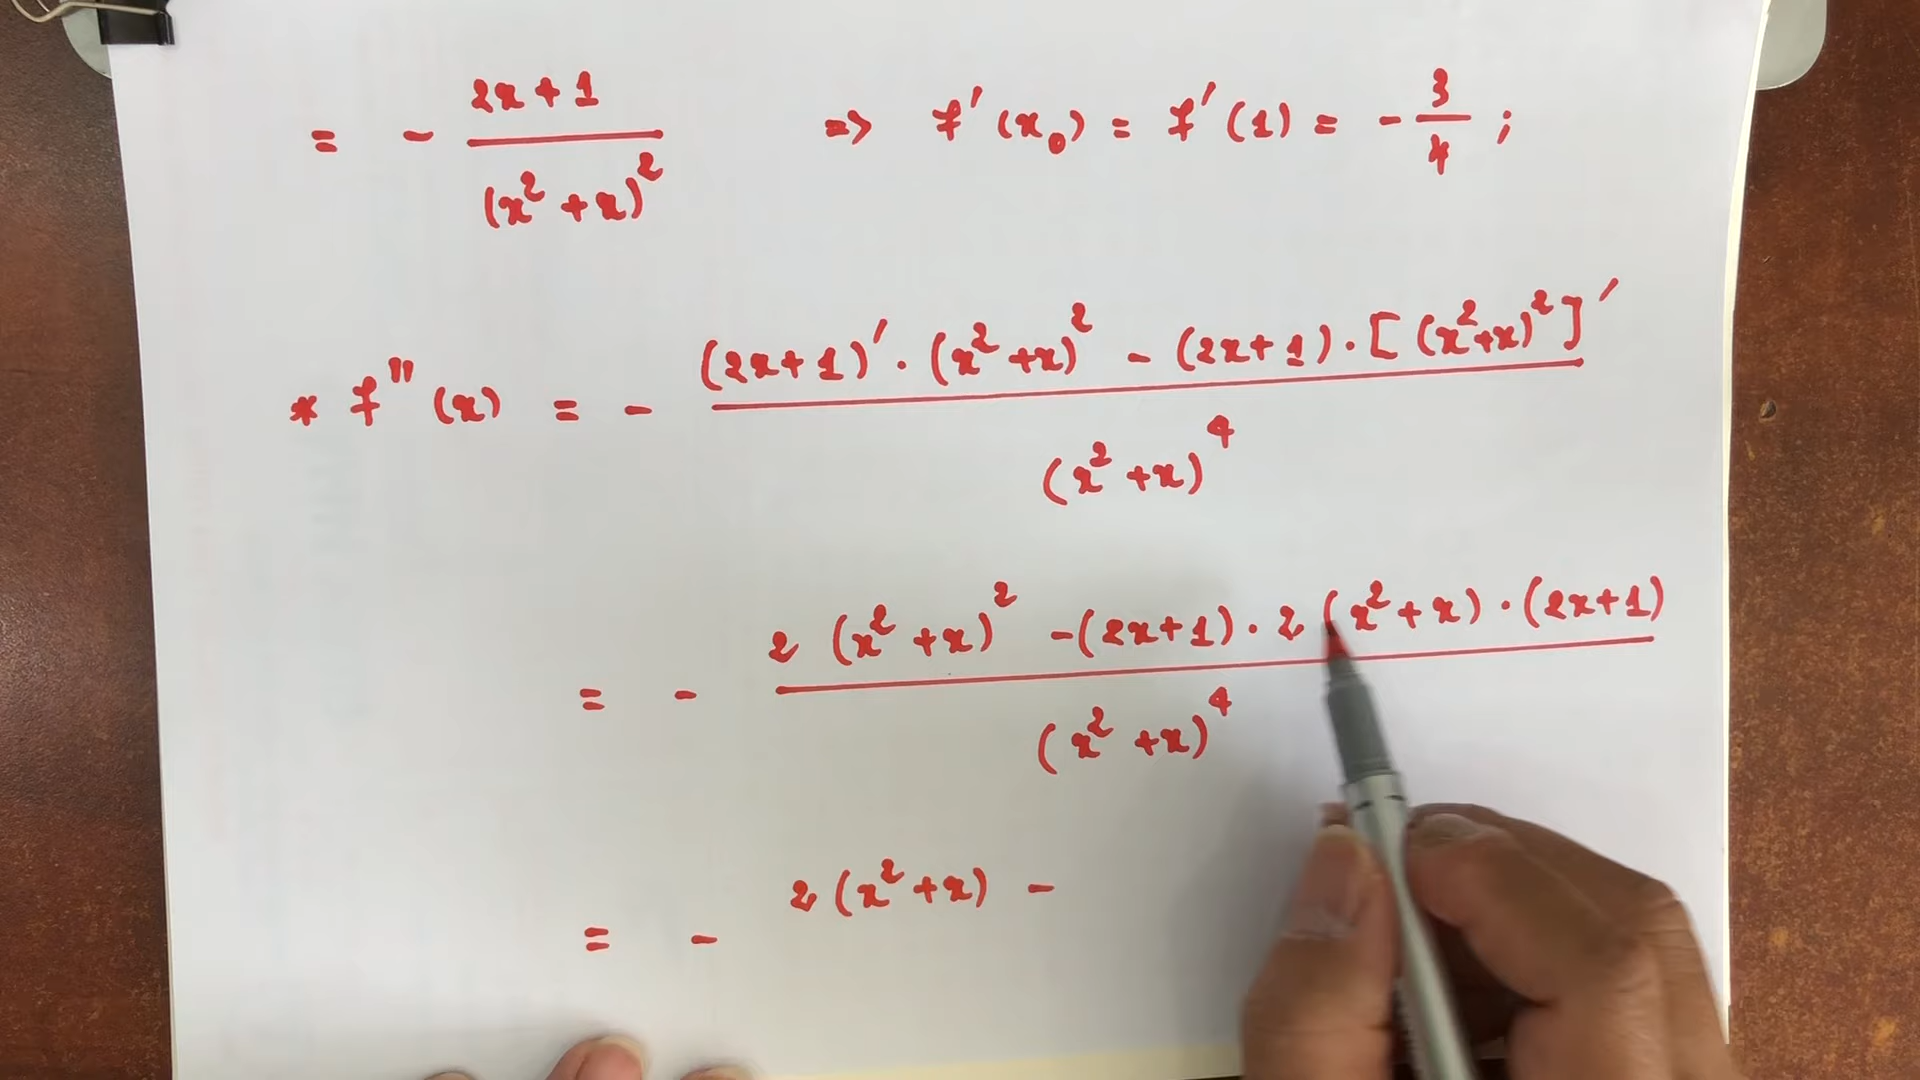 = - (2x+1)/(x²+x)² => f'(x₀) = f'(1) = -3/4 ;
* f''(x) = - ((2x+1)' · (x²+x)² - (2x+1) · [(x²+x)²]')/(x²+x)⁴
= - (2(x²+x)² -(2x+1) · 2(x²+x) · (2x+1))/(x²+x)⁴
= - 2(x²+x) -